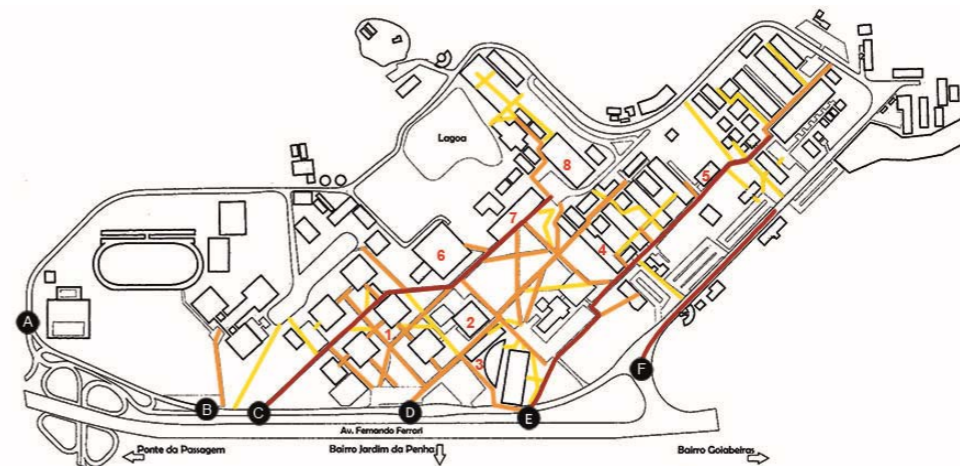 Lagoa
8
5
7
4
6
2
1
3
A
F
B
C
D
E
Av. Fernando Ferrari
Ponte da Passagem
Bairro Jardim da Penha
Bairro Goiabeiras